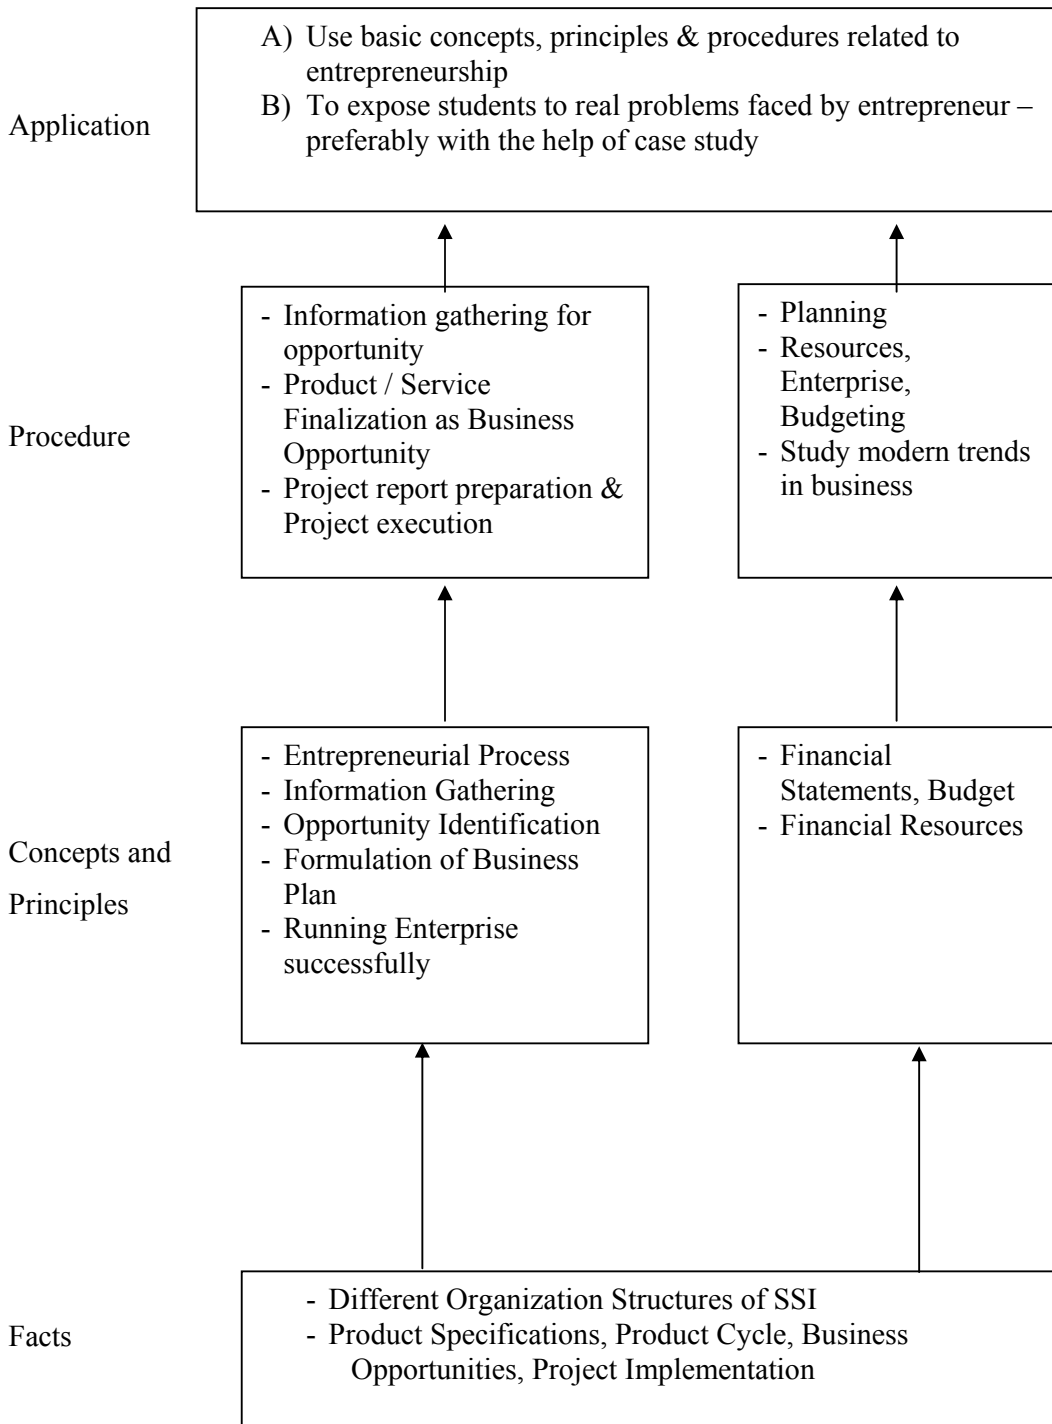 A) Use basic concepts, principles & procedures related to
entrepreneurship
B) To expose students to real problems faced by entrepreneur –
preferably with the help of case study
Application
- Information gathering for
opportunity
- Product / Service
Finalization as Business
Opportunity
- Project report preparation &
Project execution
- Planning
- Resources,
Enterprise,
Budgeting
- Study modern trends
in business
Procedure
- Entrepreneurial Process
- Information Gathering
- Opportunity Identification
- Formulation of Business
Plan
- Running Enterprise
successfully
- Financial
Statements, Budget
- Financial Resources
Concepts and
Principles
- Different Organization Structures of SSI
- Product Specifications, Product Cycle, Business
Opportunities, Project Implementation
Facts